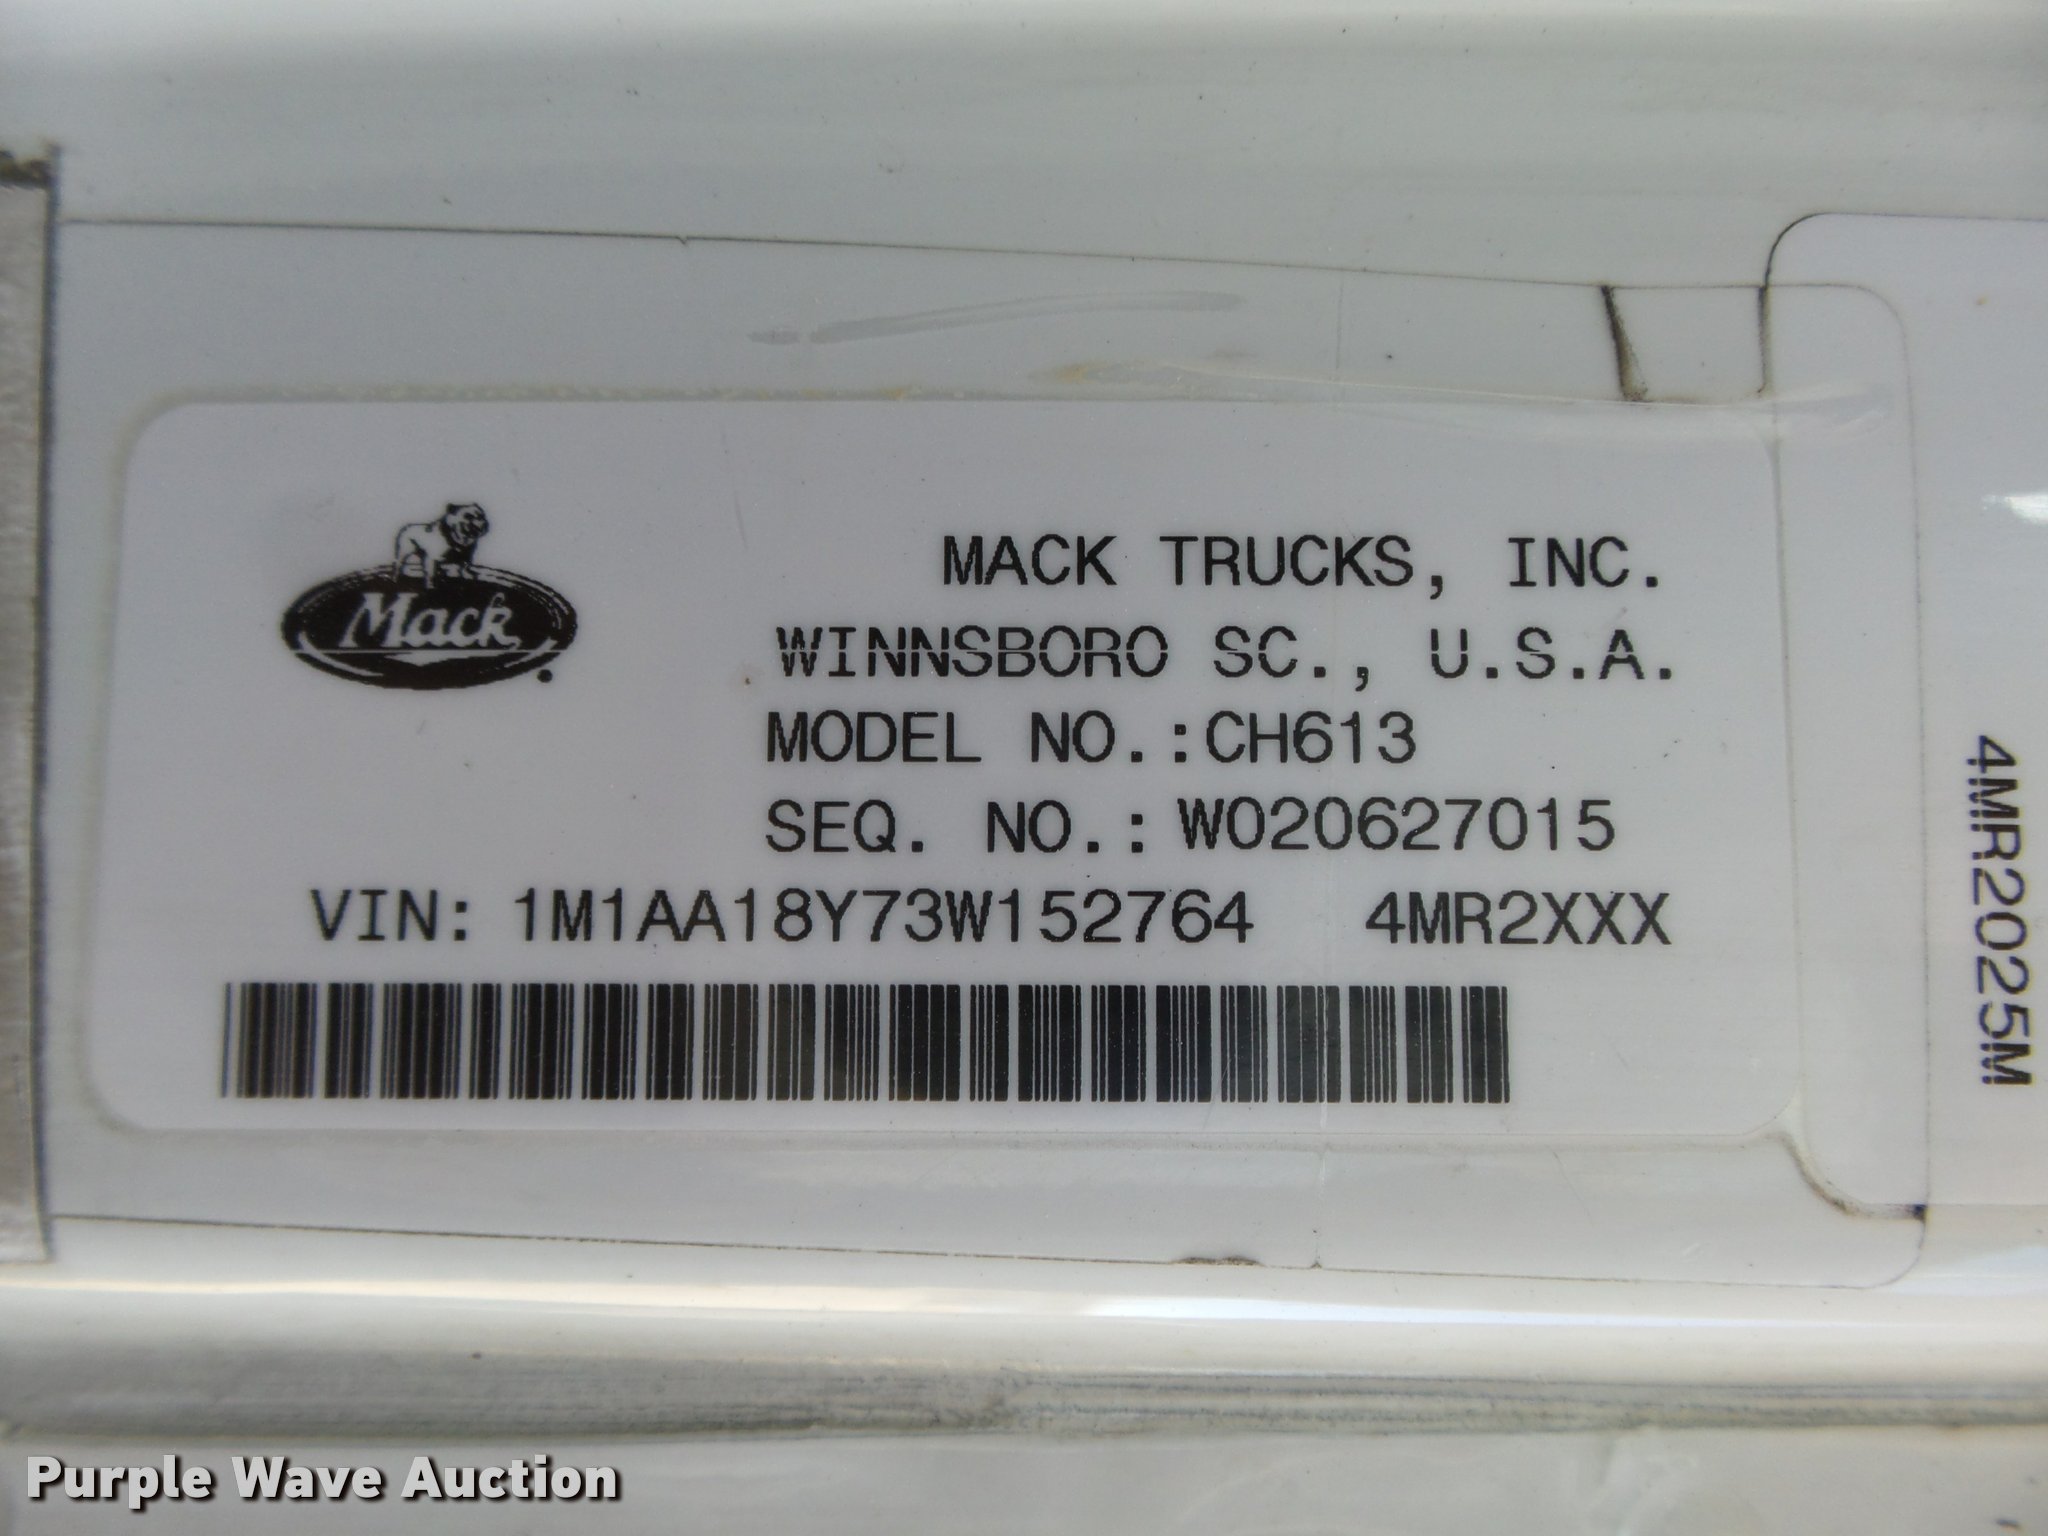 Mack
MACK TRUCKS, INC.
WINNSBORO SC., U.S.A.
MODEL NO.:CH613
SEQ. NO.: W020627015
VIN: 1M1AA18Y73W152764 4MR2XXX
4MR2025M
Purple Wave Auction